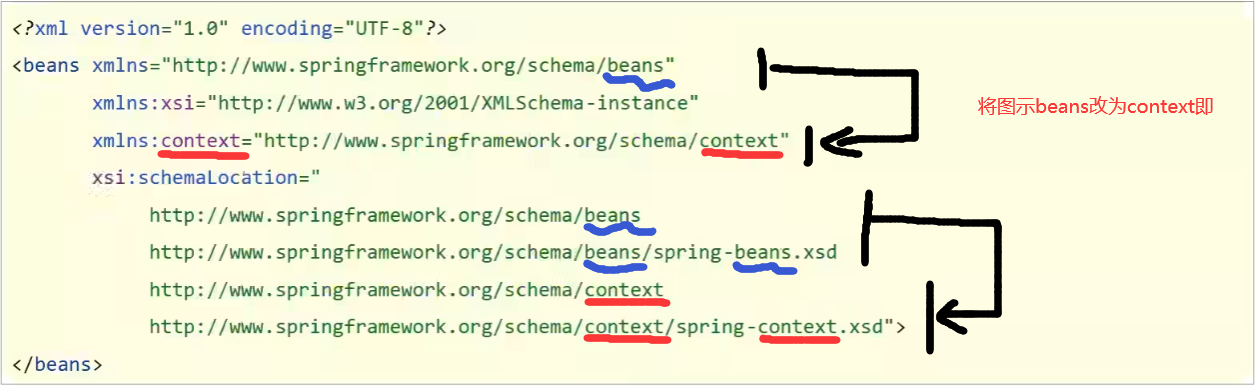 <?xml version="1.0" encoding="UTF-8"?>
<beans xmlns="http://www.springframework.org/schema/beans"
xmlns:xsi="http://www.w3.org/2001/XMLSchema-instance"
xmlns:context="http://www.springframework.org/schema/context"
xsi:schemaLocation="
http://www.springframework.org/schema/beans
http://www.springframework.org/schema/beans/spring-beans.xsd
http://www.springframework.org/schema/context
http://www.springframework.org/schema/context/spring-context.xsd">
</beans>
将图示beans改为context即